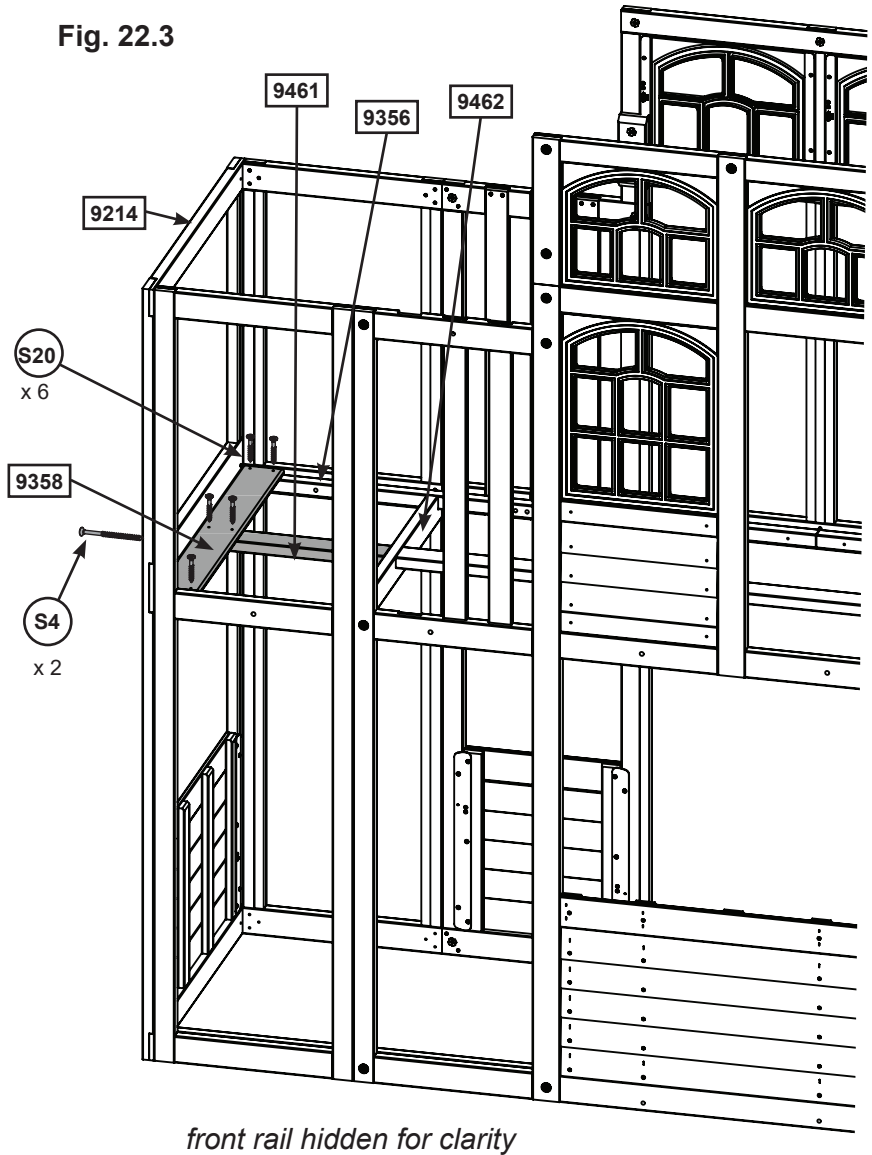 Fig. 22.3
9461
9356
9462
9214
S20
x 6
9358
S4
x 2
front rail hidden for clarity